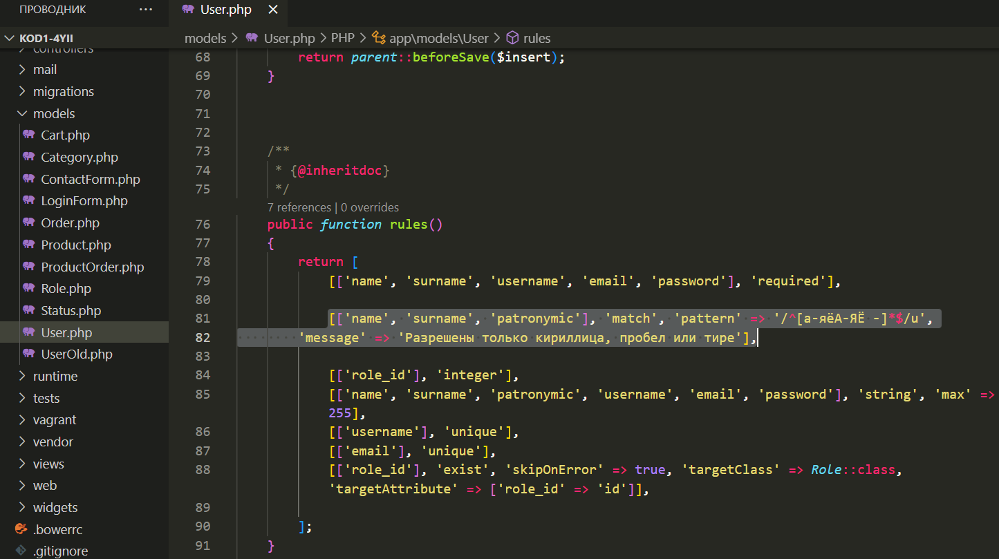 ПРОВОДНИК ···
User.php ×
KOD1-4YII
models > User.php > PHP > app\models\User > rules
controllers
mail
migrations
models
Cart.php
Category.php
ContactForm.php
LoginForm.php
Order.php
Product.php
ProductOrder.php
Role.php
Status.php
User.php
UserOld.php
runtime
tests
vagrant
vendor
views
web
widgets
.bowerrc
.gitignore
68 return parent::beforeSave($insert);
69 }
70
71
72
73 /**
74 * {@inheritdoc}
75 */
7 references | 0 overrides
76 public function rules()
77 {
78 return [
79 [['name', 'surname', 'username', 'email', 'password'], 'required'],
80
81 [['name', 'surname', 'patronymic'], 'match', 'pattern' => '/^[а-яёА-ЯЁ -]*$/u',
82 'message' => 'Разрешены только кириллица, пробел или тире'],
83
84 [['role_id'], 'integer'],
85 [['name', 'surname', 'patronymic', 'username', 'email', 'password'], 'string', 'max' =>
255],
86 [['username'], 'unique'],
87 [['email'], 'unique'],
88 [['role_id'], 'exist', 'skipOnError' => true, 'targetClass' => Role::class,
'targetAttribute' => ['role_id' => 'id']],
89
90 ];
91 }